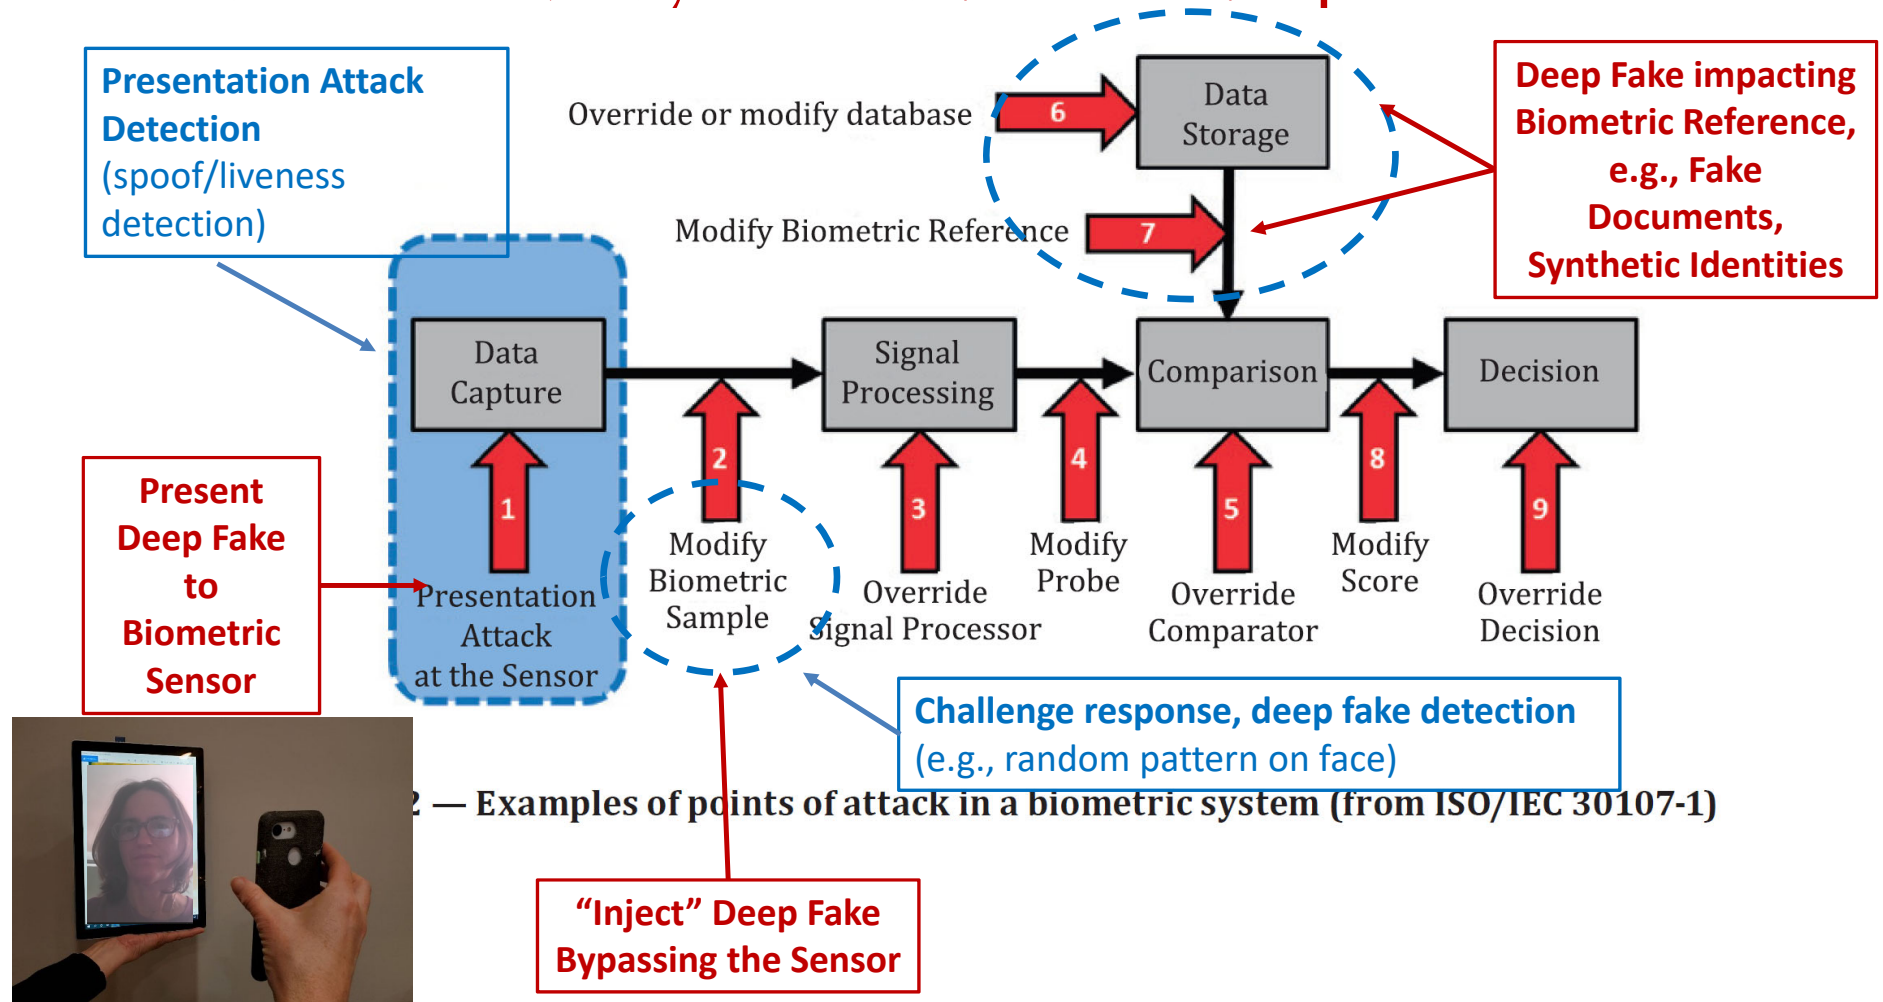 Presentation Attack
Detection
(spoof/liveness
detection)
Override or modify database
6
Data
Storage
Deep Fake impacting
Biometric Reference,
e.g., Fake
Documents,
Synthetic Identities
Modify Biometric Reference
7
Data
Capture
Signal
Processing
Comparison
Decision
1
2
3
4
5
8
9
Present
Deep Fake
to
Biometric
Sensor
Presentation
Attack
at the Sensor
Modify
Biometric
Sample
Override
Signal Processor
Modify
Probe
Override
Comparator
Modify
Score
Override
Decision
Challenge response, deep fake detection
(e.g., random pattern on face)
2 — Examples of points of attack in a biometric system (from ISO/IEC 30107-1)
“Inject” Deep Fake
Bypassing the Sensor